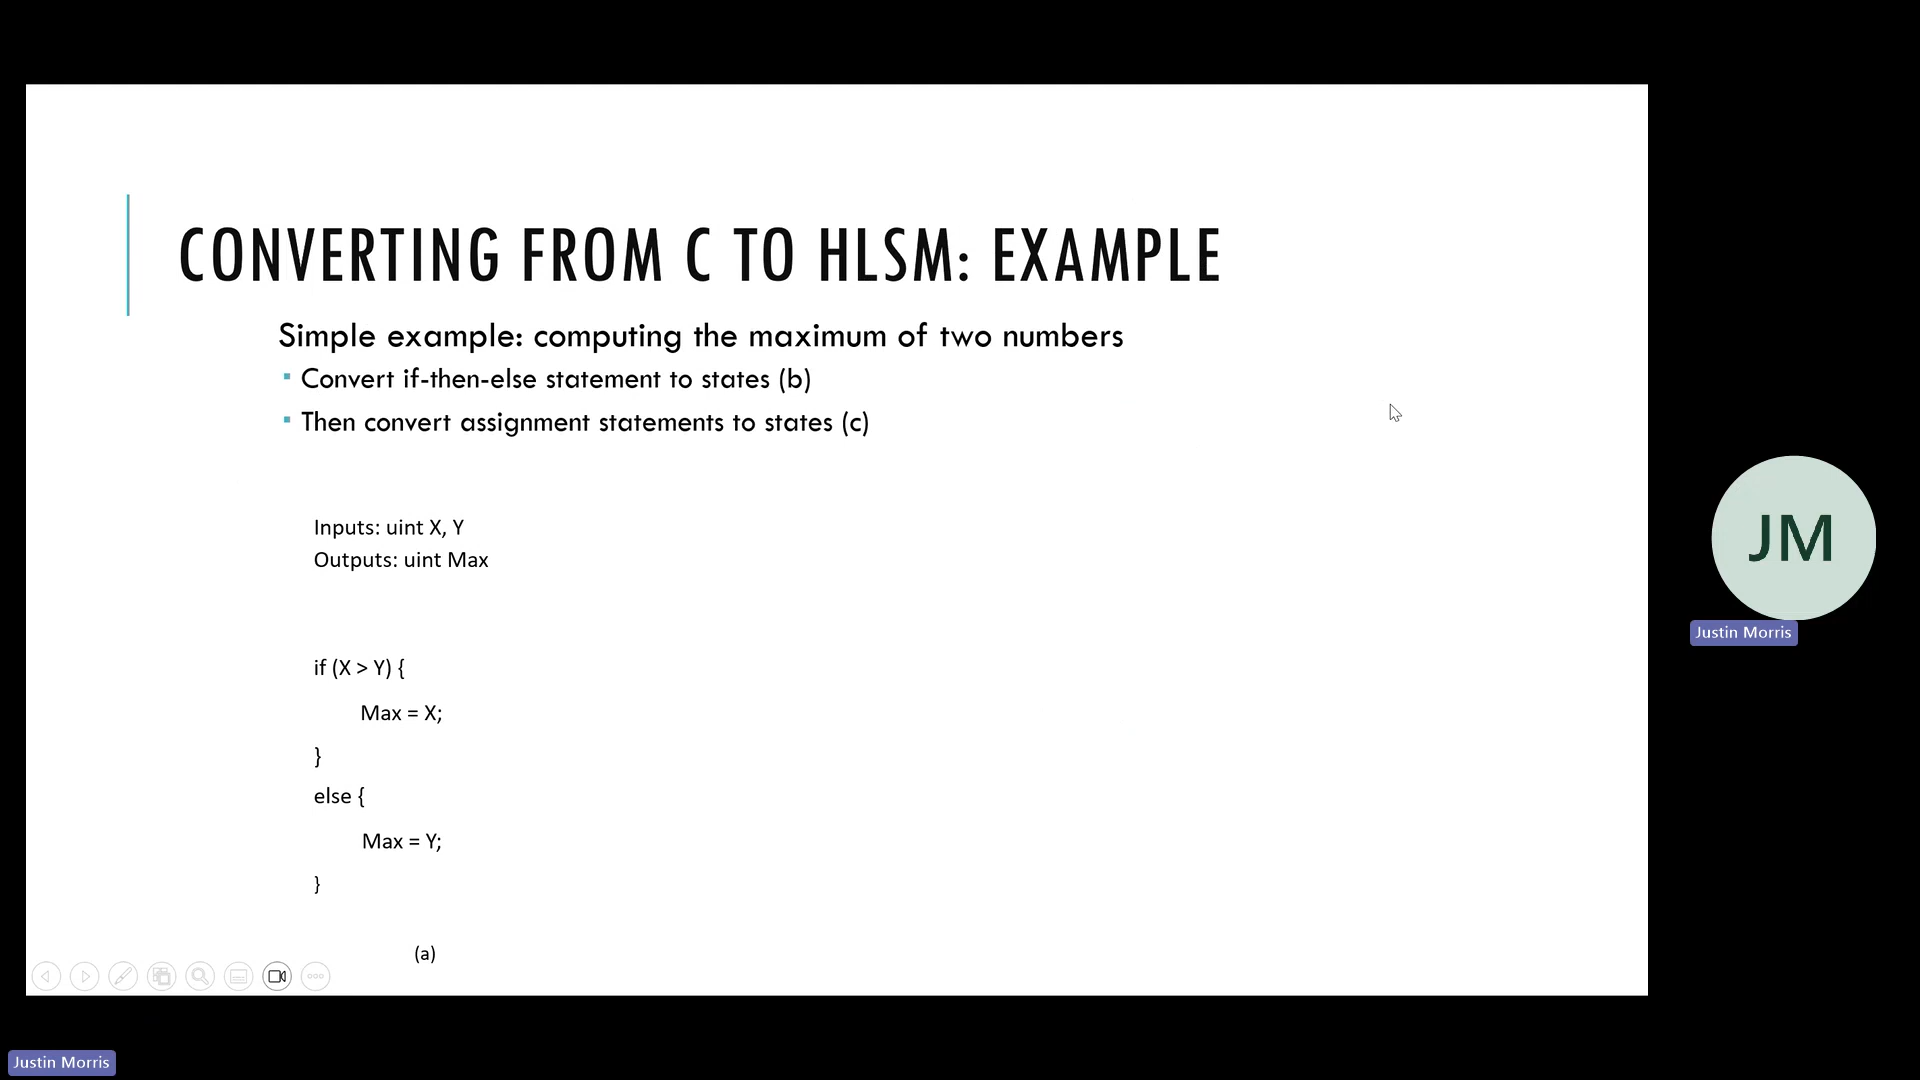 CONVERTING FROM C TO HLSM: EXAMPLE
Simple example: computing the maximum of two numbers
▪ Convert if-then-else statement to states (b)
▪ Then convert assignment statements to states (c)
Inputs: uint X, Y
Outputs: uint Max
if (X > Y) {
Max = X;
}
else {
Max = Y;
}
(a)
JM
Justin Morris
Justin Morris